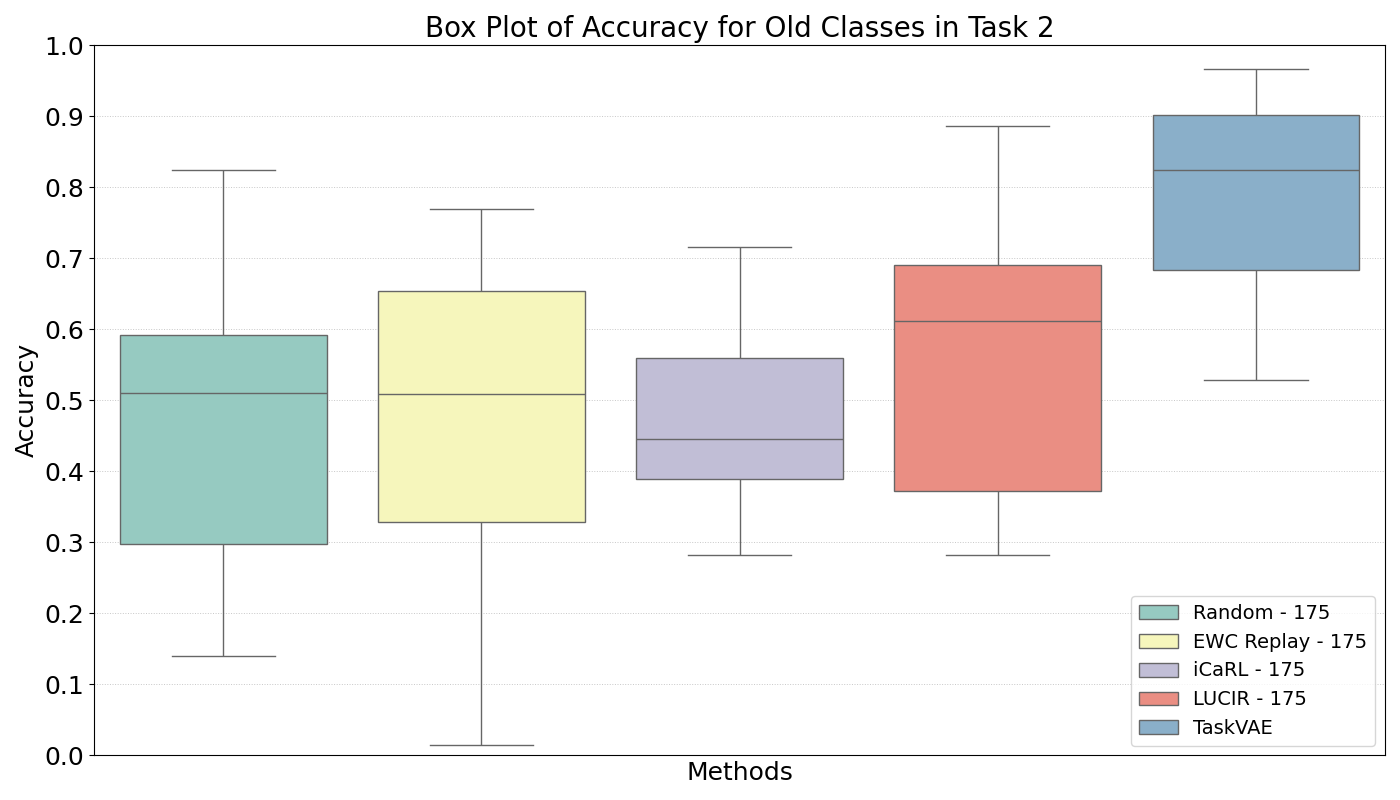 Box Plot of Accuracy for Old Classes in Task 2
1.0
0.9
0.8
0.7
0.6
0.5
0.4
0.3
0.2
0.1
0.0
Accuracy
Methods
Random - 175
EWC Replay - 175
iCaRL - 175
LUCIR - 175
TaskVAE